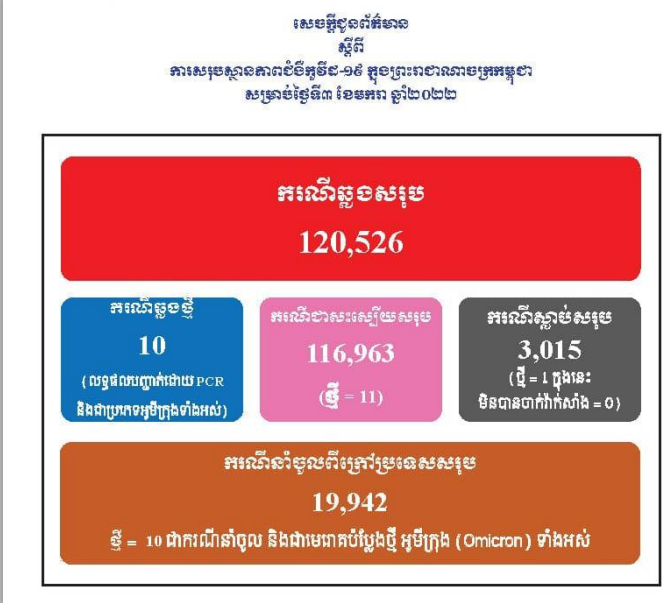 សេចក្តីជូនព័ត៌មាន
ស្តីពី
ការសរុបស្ថានភាពជំងឺកូវីដ-១៩ ក្នុងព្រះរាជាណាចក្រកម្ពុជា
សម្រាប់ថ្ងៃទី៣ ខែមករា ឆ្នាំ២០២២
ករណីឆ្លងសរុប
120,526
ករណីឆ្លងថ្មី
10
(លទ្ធផលបញ្ជាក់ដោយ PCR
និងជាប្រភេទអូមីក្រុងទាំងអស់)
ករណីជាសះស្បើយសរុប
116,963
(ថ្មី = 11)
ករណីស្លាប់សរុប
3,015
(ថ្មី = 1 ក្នុងនេះ
មិនបានចាក់វ៉ាក់សាំង = 0)
ករណីនាំចូលពីក្រៅប្រទេសសរុប
19,942
ថ្មី = 10 ជាករណីនាំចូល និងជាមេរោគបំប្លែងថ្មី អូមីក្រុង (Omicron) ទាំងអស់